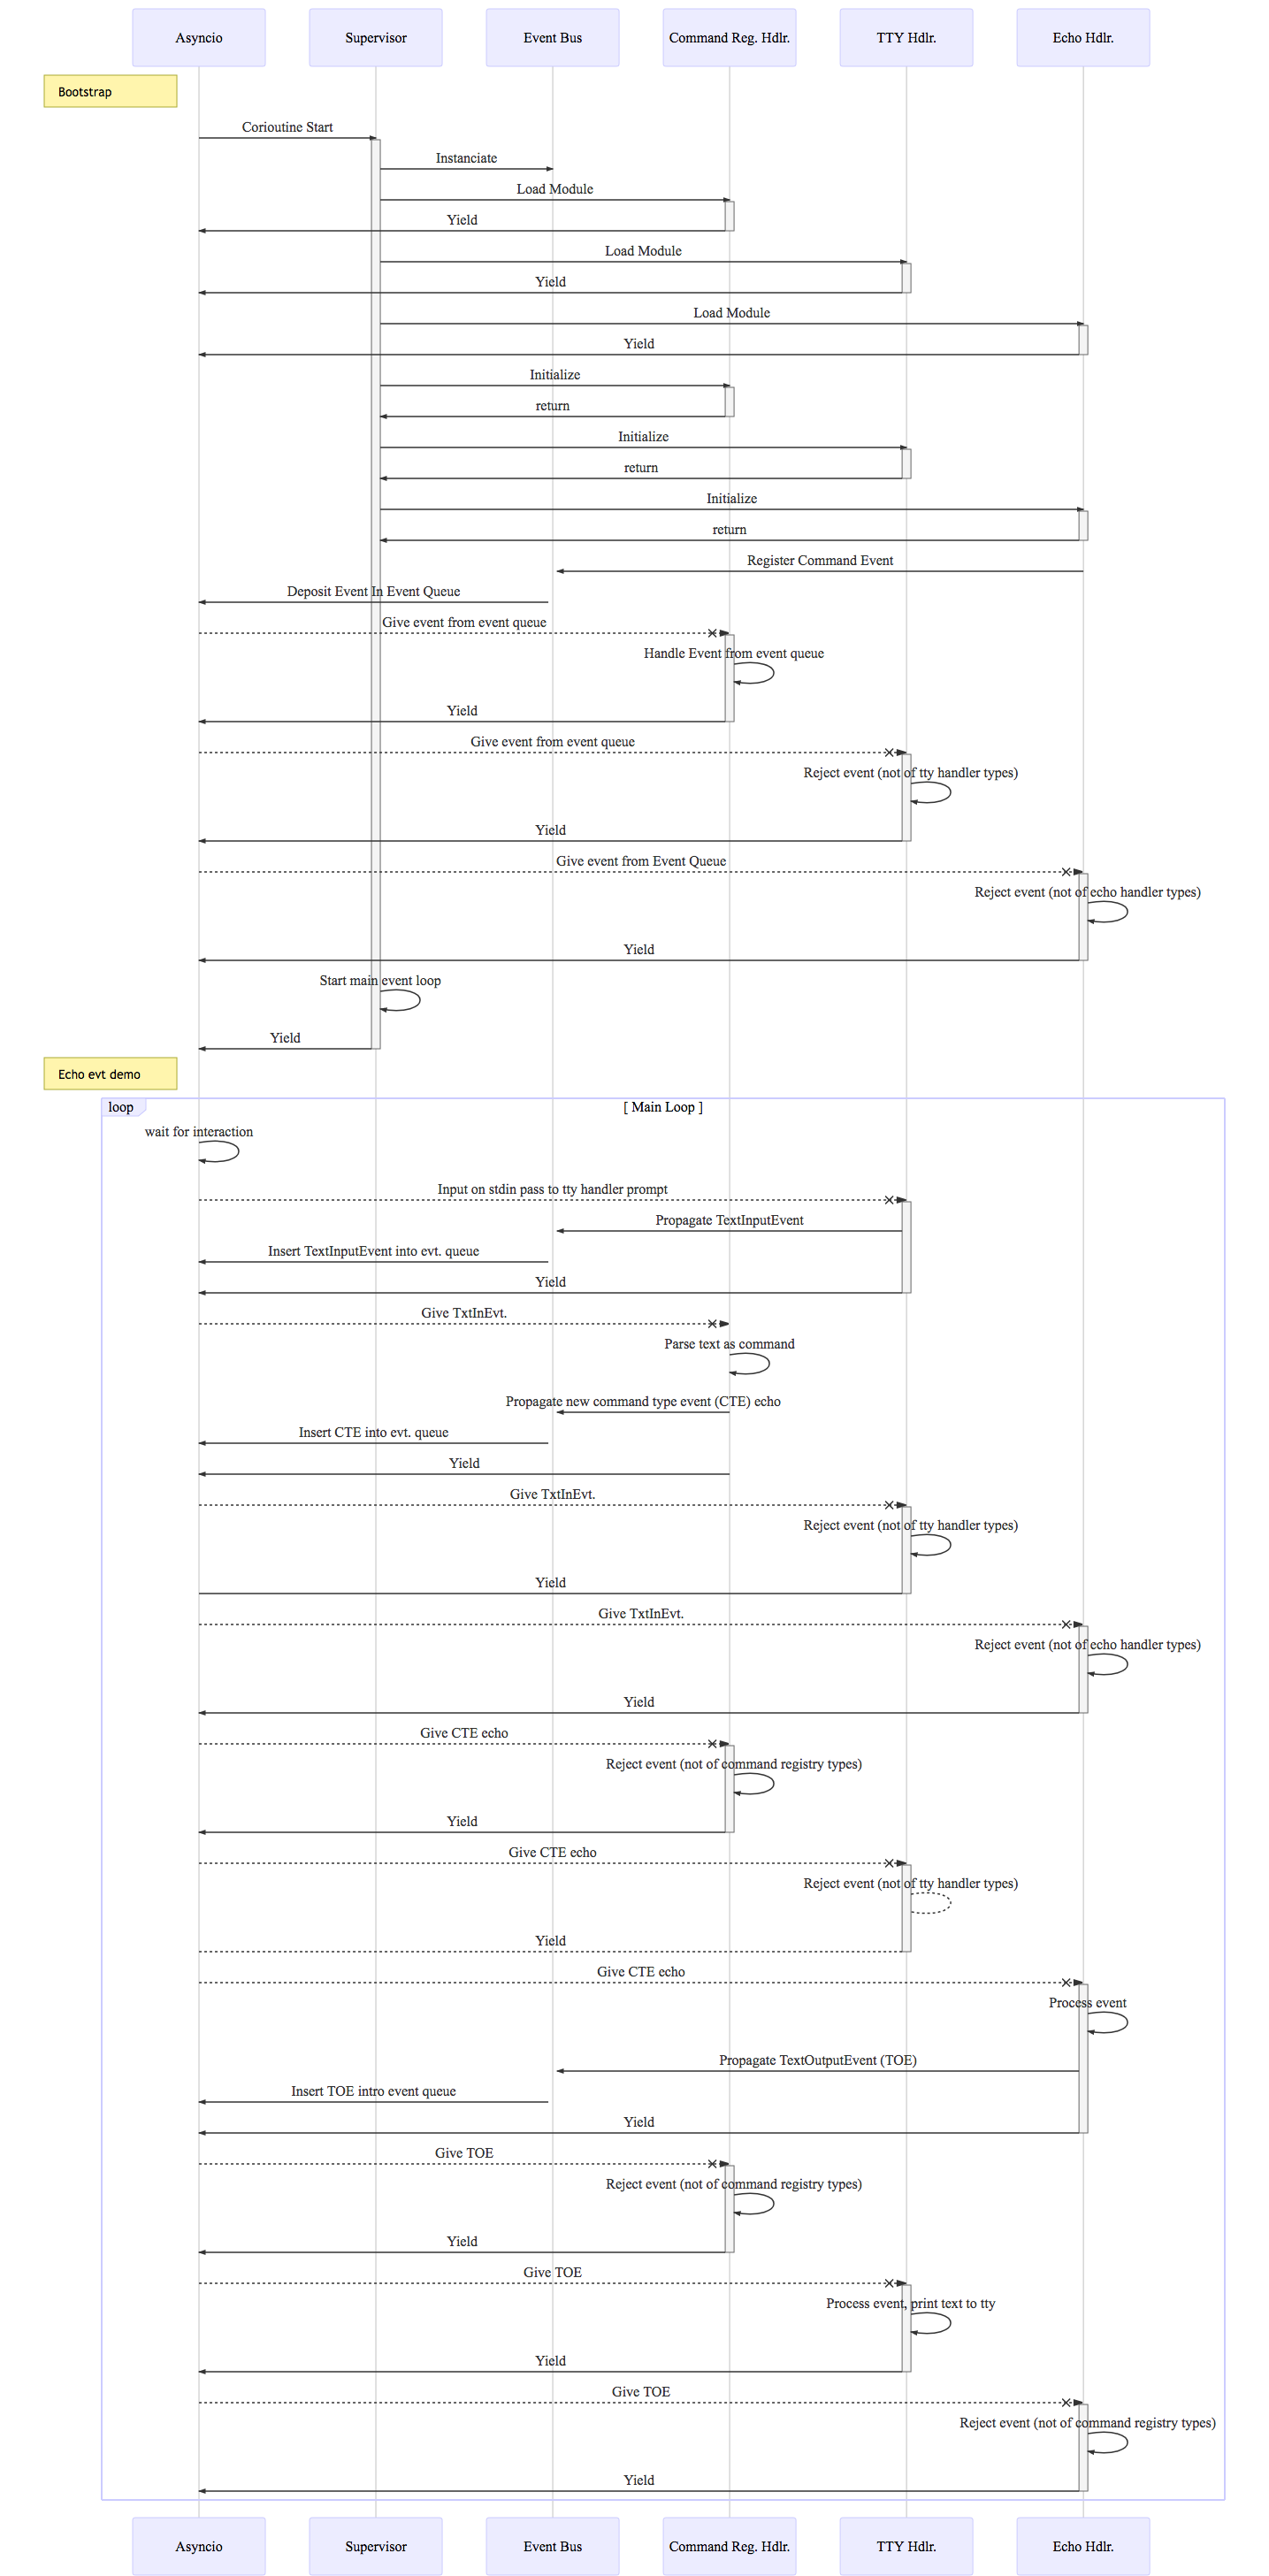 Asyncio
Supervisor
Event Bus
Command Reg. Hdlr.
TTY Hdlr.
Echo Hdlr.
Bootstrap
Corioutine Start
Instanciate
Load Module
Yield
Load Module
Yield
Load Module
Yield
Initialize
return
Initialize
return
Initialize
return
Register Command Event
Deposit Event In Event Queue
Give event from event queue
Handle Event from event queue
Yield
Give event from event queue
Reject event (not of tty handler types)
Yield
Give event from Event Queue
Reject event (not of echo handler types)
Yield
Start main event loop
Yield
Echo evt demo
loop
[ Main Loop ]
wait for interaction
Input on stdin pass to tty handler prompt
Propagate TextInputEvent
Insert TextInputEvent into evt. queue
Yield
Give TxtInEvt.
Parse text as command
Propagate new command type event (CTE) echo
Insert CTE into evt. queue
Yield
Give TxtInEvt.
Reject event (not of tty handler types)
Yield
Give TxtInEvt.
Reject event (not of echo handler types)
Yield
Give CTE echo
Reject event (not of command registry types)
Yield
Give CTE echo
Reject event (not of tty handler types)
Yield
Give CTE echo
Process event
Propagate TextOutputEvent (TOE)
Insert TOE intro event queue
Yield
Give TOE
Reject event (not of command registry types)
Yield
Give TOE
Process event, print text to tty
Yield
Give TOE
Reject event (not of command registry types)
Yield
Asyncio
Supervisor
Event Bus
Command Reg. Hdlr.
TTY Hdlr.
Echo Hdlr.